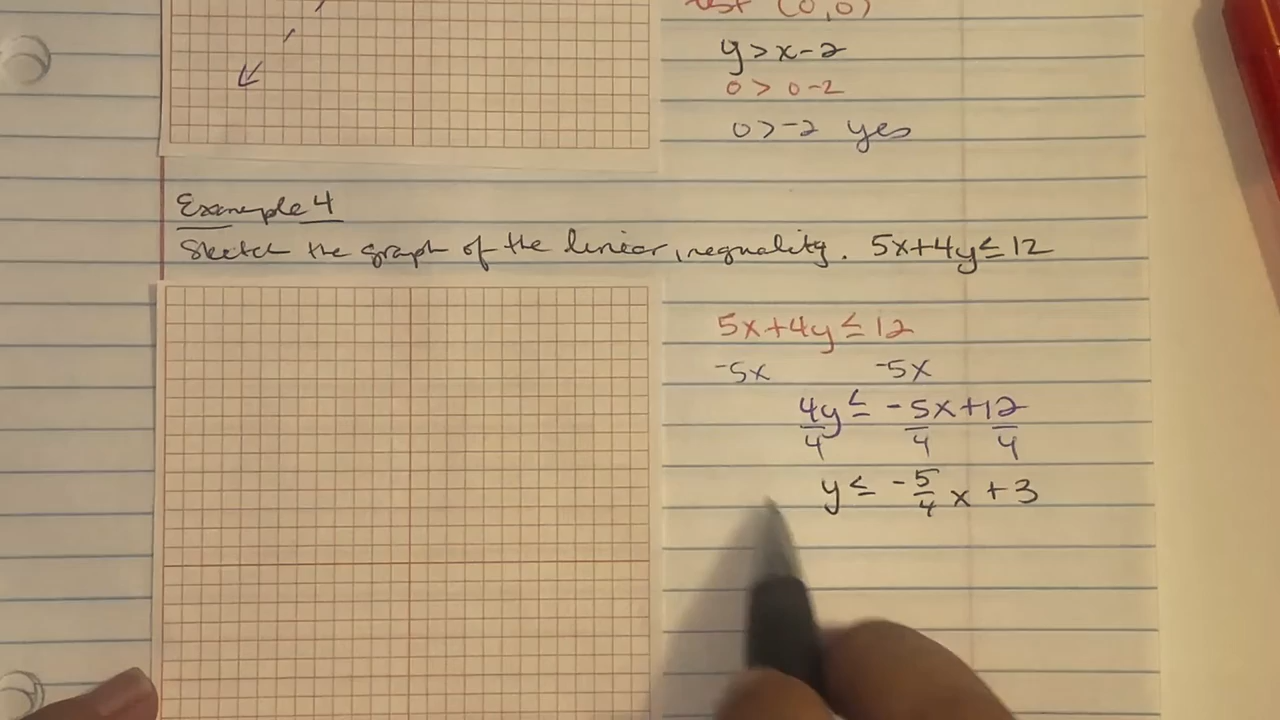 Test (0,0)
y > x-2
0 > 0-2
0 > -2 yes
Example 4
Sketch the graph of the linear inequality. 5x+4y ≤ 12
5x+4y ≤ 12
-5x -5x
4y ≤ -5x+12
4 4 4
y ≤ -5/4 x + 3